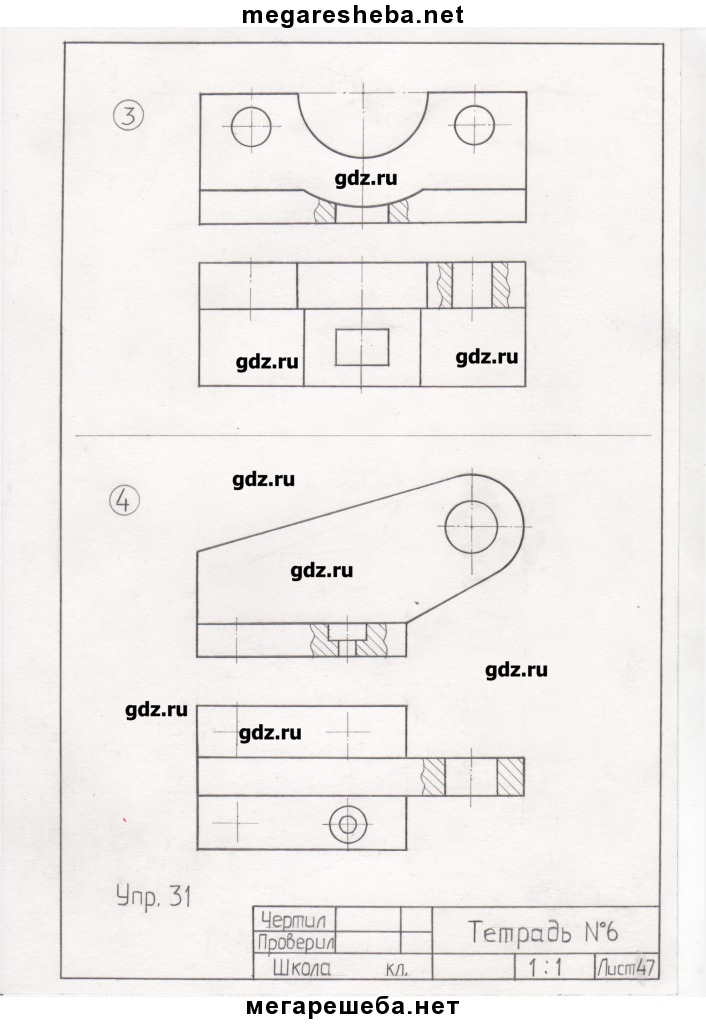 megaresheba.net
3
gdz.ru
gdz.ru
gdz.ru
gdz.ru
4
gdz.ru
gdz.ru
gdz.ru
gdz.ru
Упр. 31
Чертил
Проверил
Тетрадь №6
Школа кл.
1:1
Лист47
мегарешеба.нет